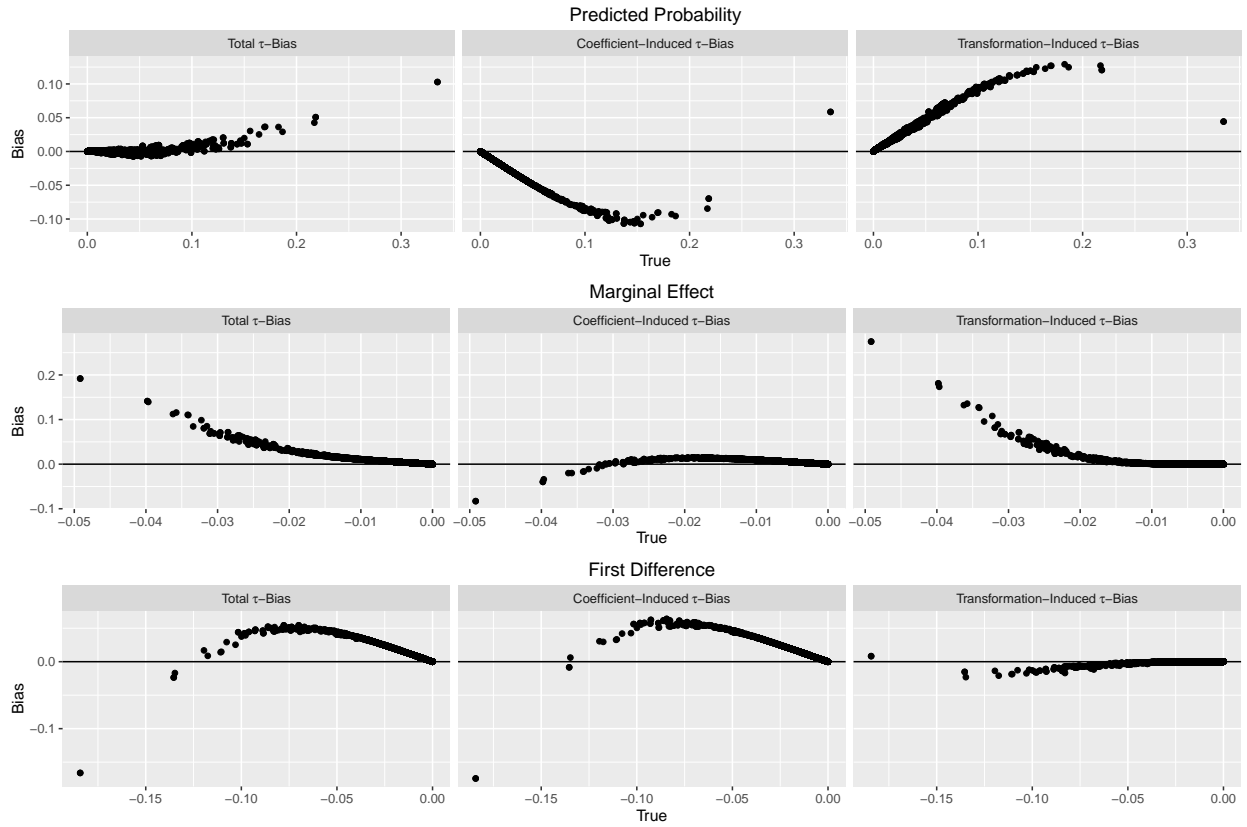 Predicted Probability
Total τ−Bias Coefficient−Induced τ−Bias Transformation−Induced τ−Bias
0.10
0.05
0.00
−0.05
−0.10
Bias
0.0 0.1 0.2 0.3 0.0 0.1 0.2 0.3 0.0 0.1 0.2 0.3
True
Marginal Effect
Total τ−Bias Coefficient−Induced τ−Bias Transformation−Induced τ−Bias
0.2
0.1
0.0
−0.1
Bias
−0.05 −0.04 −0.03 −0.02 −0.01 0.00 −0.05 −0.04 −0.03 −0.02 −0.01 0.00 −0.05 −0.04 −0.03 −0.02 −0.01 0.00
True
First Difference
Total τ−Bias Coefficient−Induced τ−Bias Transformation−Induced τ−Bias
0.0
−0.1
Bias
−0.15 −0.10 −0.05 0.00 −0.15 −0.10 −0.05 0.00 −0.15 −0.10 −0.05 0.00
True